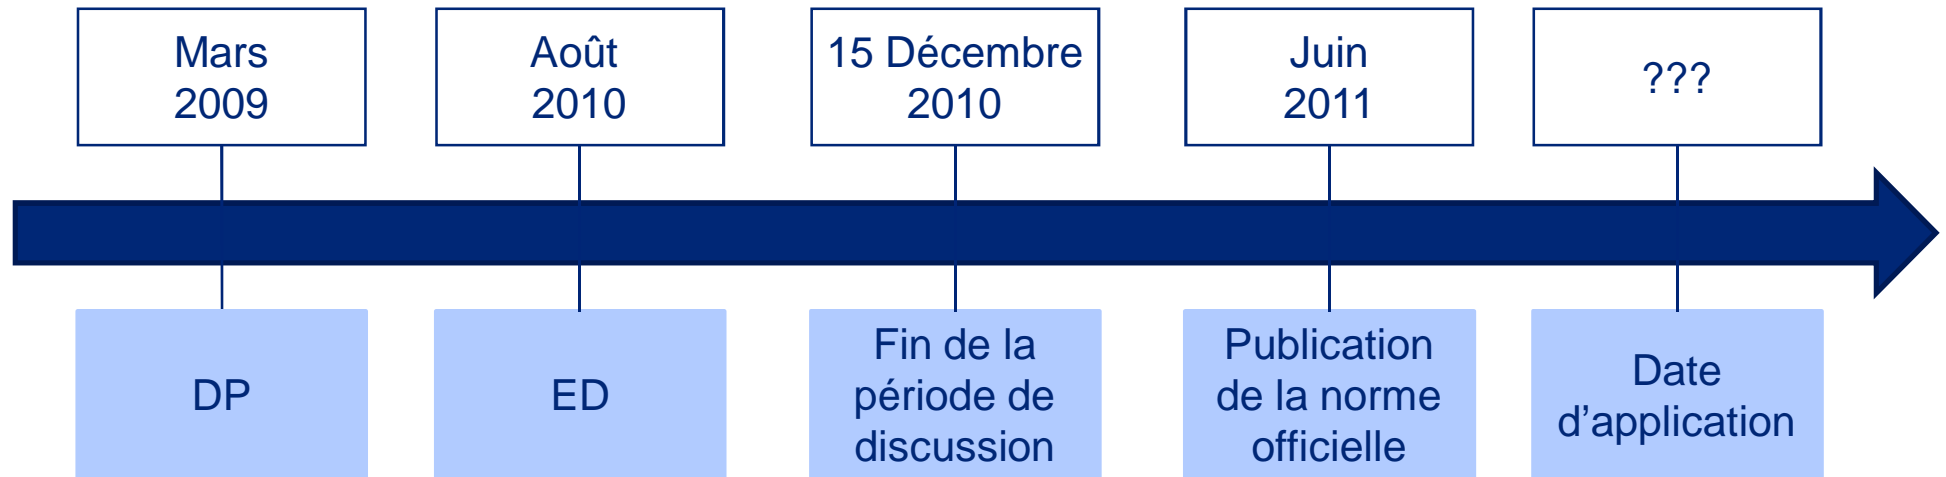 Mars
2009
Août
2010
15 Décembre
2010
Juin
2011
???
DP
ED
Fin de la
période de
discussion
Publication
de la norme
officielle
Date
d’application